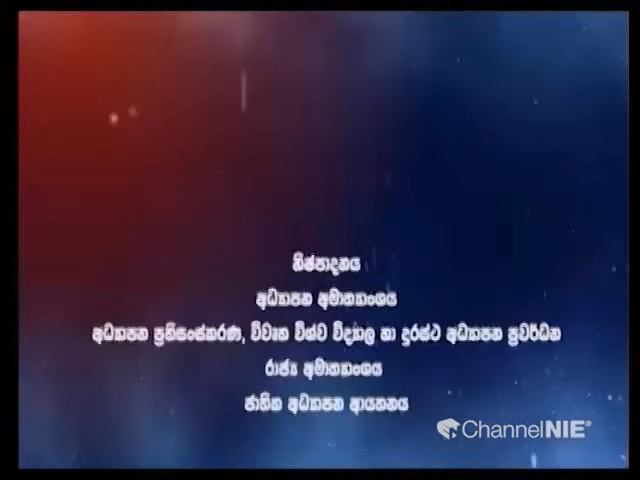 නිෂ්පාදනය
අධ්‍යාපන අමාත්‍යාංශය
අධ්‍යාපන ප්‍රතිසංස්කරණ, විවෘත විශ්ව විද්‍යාල හා දුරස්ථ අධ්‍යාපන ප්‍රවර්ධන
රාජ්‍ය අමාත්‍යාංශය
ජාතික අධ්‍යාපන ආයතනය
ChannelNIE®